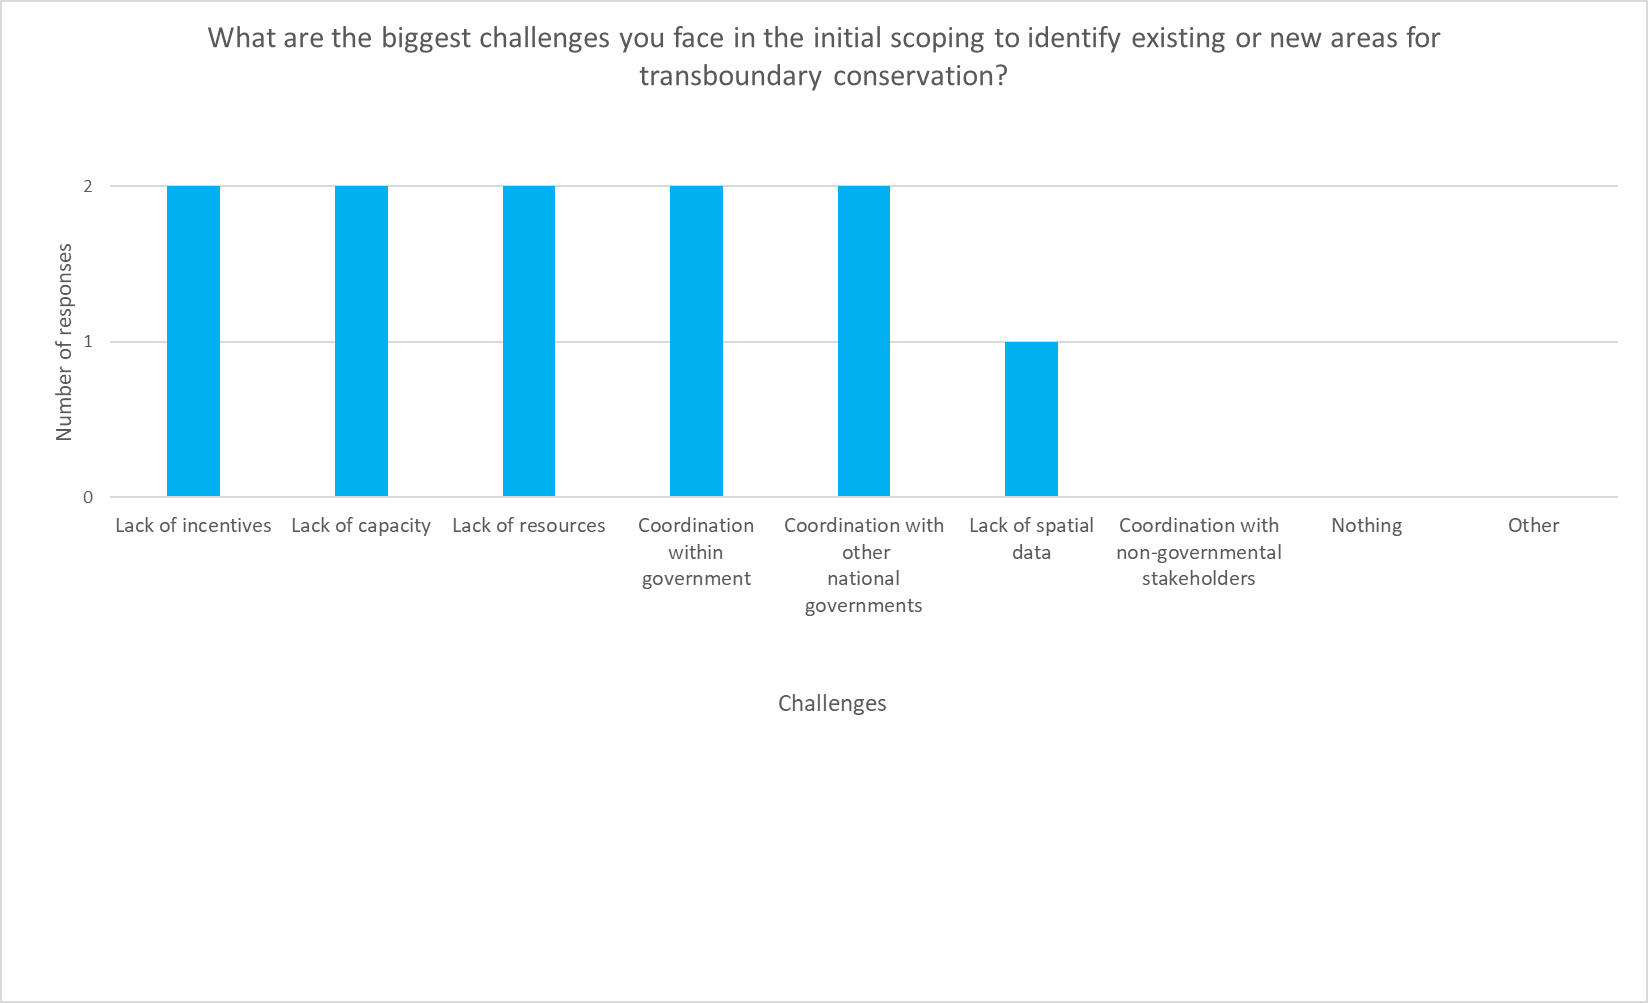 What are the biggest challenges you face in the initial scoping to identify existing or new areas for
transboundary conservation?
Number of responses
2
1
0
Lack of incentives
Lack of capacity
Lack of resources
Coordination
within
government
Coordination with
other
national
governments
Lack of spatial
data
Coordination with
non-governmental
stakeholders
Nothing
Other
Challenges